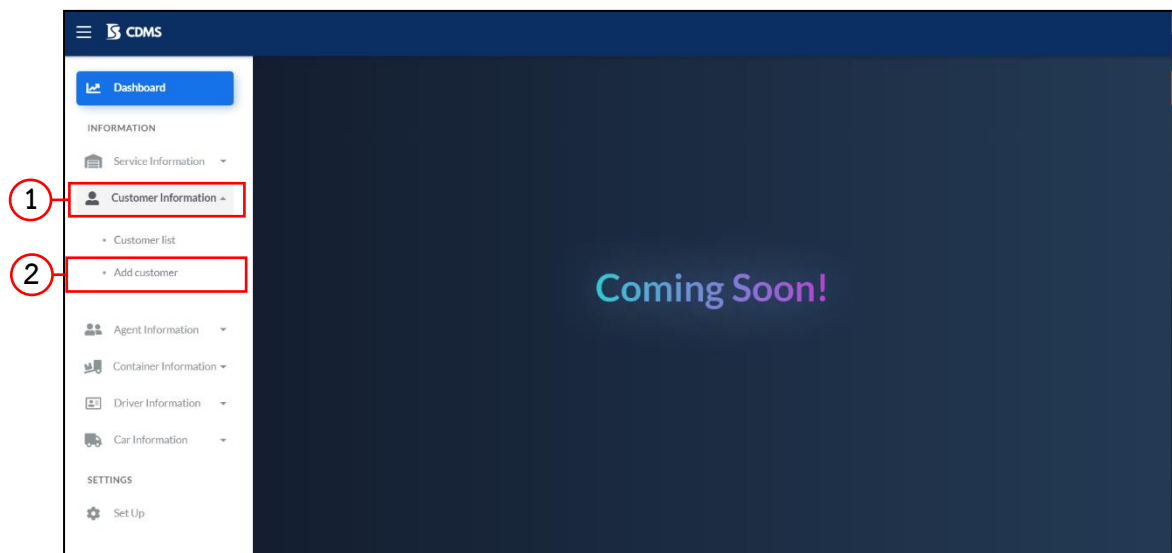 CDMS
Dashboard
INFORMATION
Service Information
1
Customer Information
Customer list
2
Add customer
Coming Soon!
Agent Information
Container Information
Driver Information
Car Information
SETTINGS
Set Up